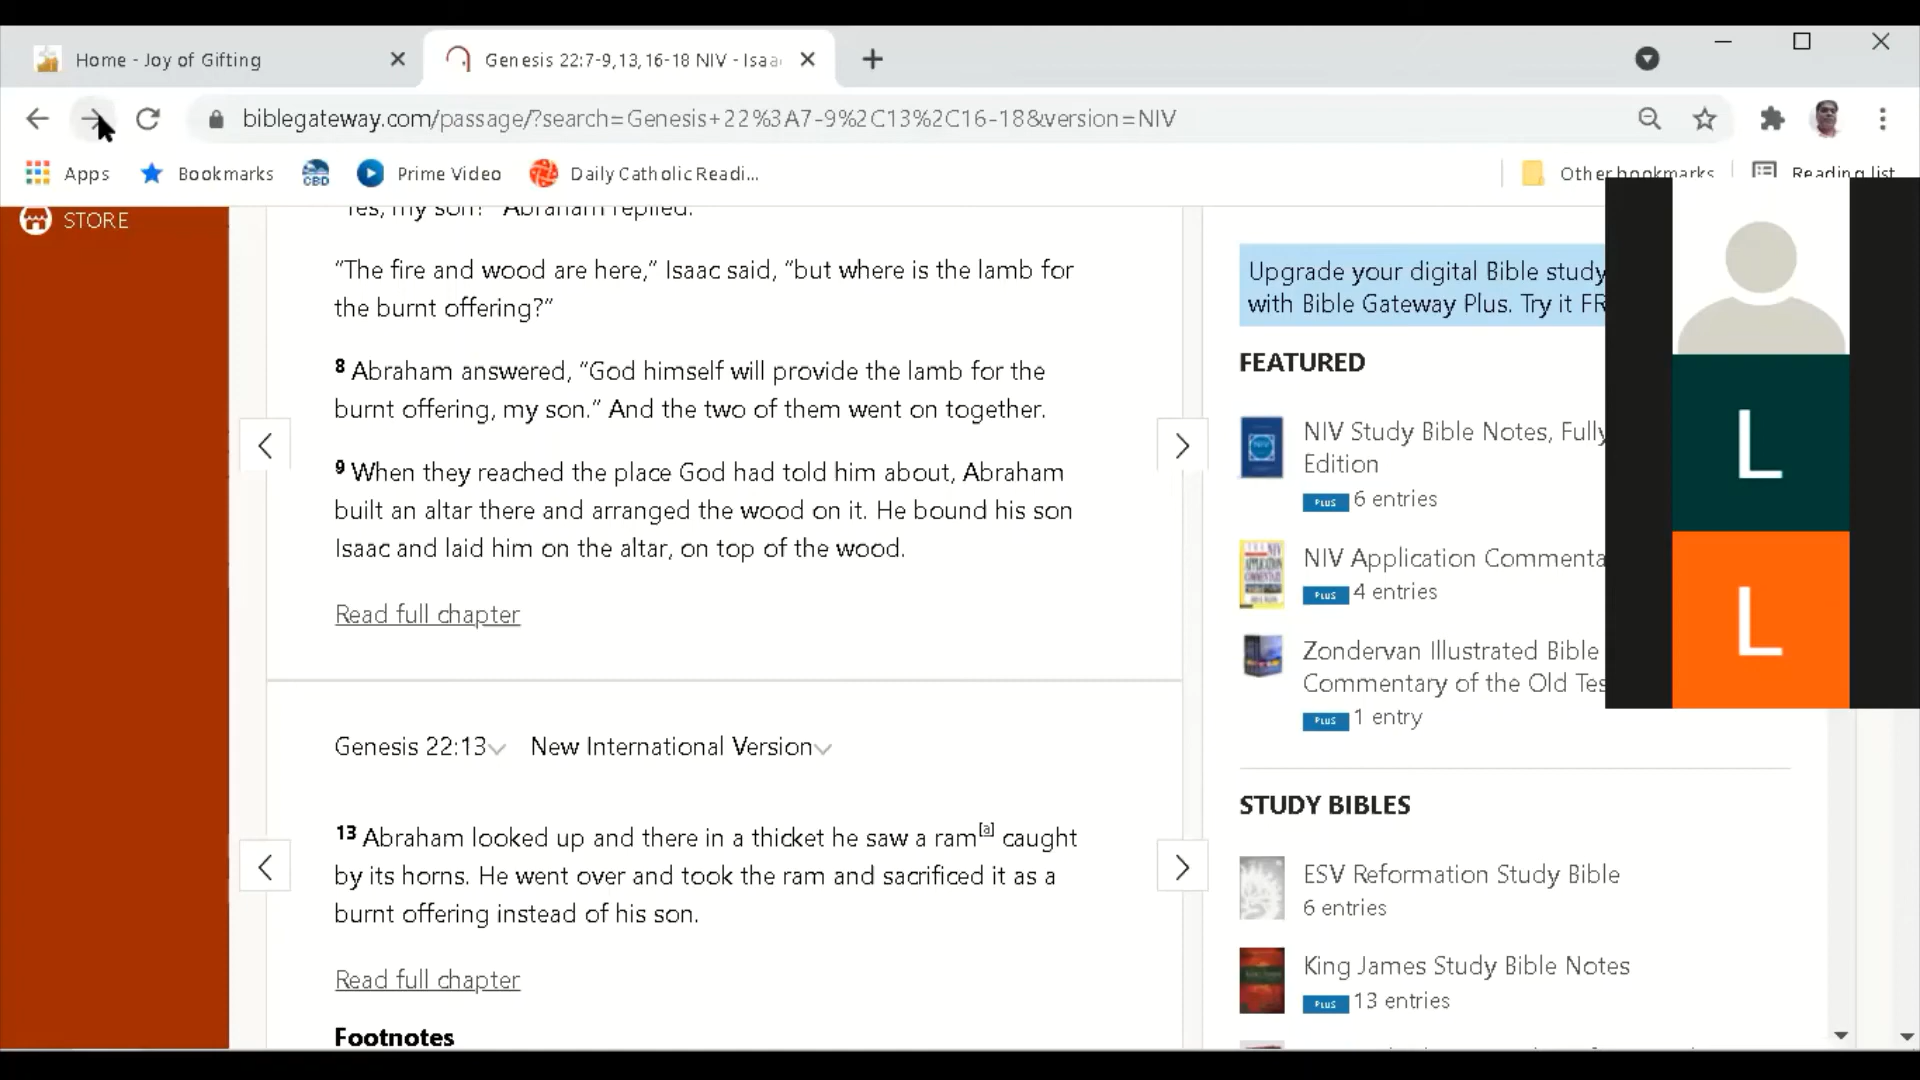 Home - Joy of Gifting
Genesis 22:7-9,13,16-18 NIV - Isaa
biblegateway.com/passage/?search=Genesis+22%3A7-9%2C13%2C16-18&version=NIV
Apps
Bookmarks
CBD
Prime Video
Daily Catholic Readi...
Other bookmarks
Reading list
STORE
"Yes, my son?" Abraham replied.
“The fire and wood are here,” Isaac said, “but where is the lamb for
the burnt offering?”
8 Abraham answered, “God himself will provide the lamb for the
burnt offering, my son.” And the two of them went on together.
9 When they reached the place God had told him about, Abraham
built an altar there and arranged the wood on it. He bound his son
Isaac and laid him on the altar, on top of the wood.
Read full chapter
Genesis 22:13
New International Version
13 Abraham looked up and there in a thicket he saw a ram[a] caught
by its horns. He went over and took the ram and sacrificed it as a
burnt offering instead of his son.
Read full chapter
Footnotes
Upgrade your digital Bible study
with Bible Gateway Plus. Try it FR
FEATURED
NIV Study Bible Notes, Fully
Edition
PLUS 6 entries
NIV Application Commenta
PLUS 4 entries
Zondervan Illustrated Bible
Commentary of the Old Tes
PLUS 1 entry
STUDY BIBLES
ESV Reformation Study Bible
6 entries
King James Study Bible Notes
PLUS 13 entries
L
L